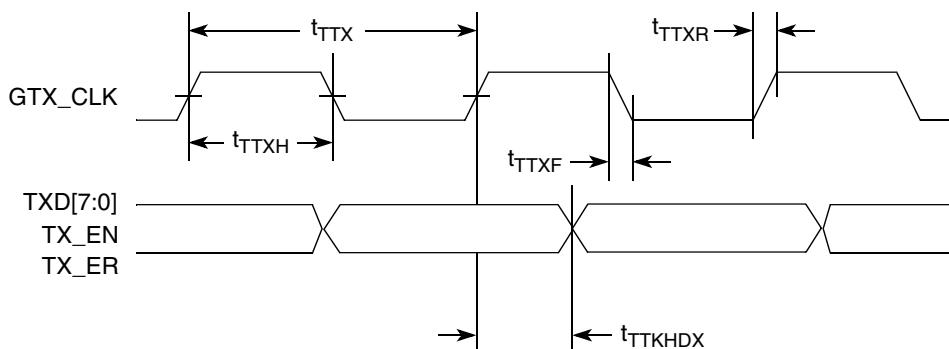 t_TTX
t_TTXR
GTX_CLK
t_TTXH
t_TTXF
TXD[7:0]
TX_EN
TX_ER
t_TTKHDX